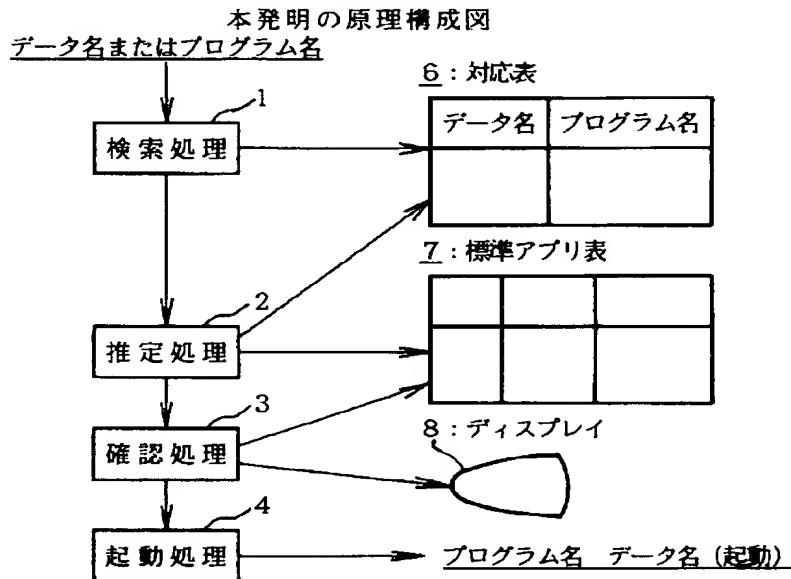 本発明の原理構成図
データ名またはプログラム名
1
検索処理
6：対応表
データ名 プログラム名
7：標準アプリ表
2
推定処理
3
確認処理
8：ディスプレイ
4
起動処理
プログラム名 データ名（起動）